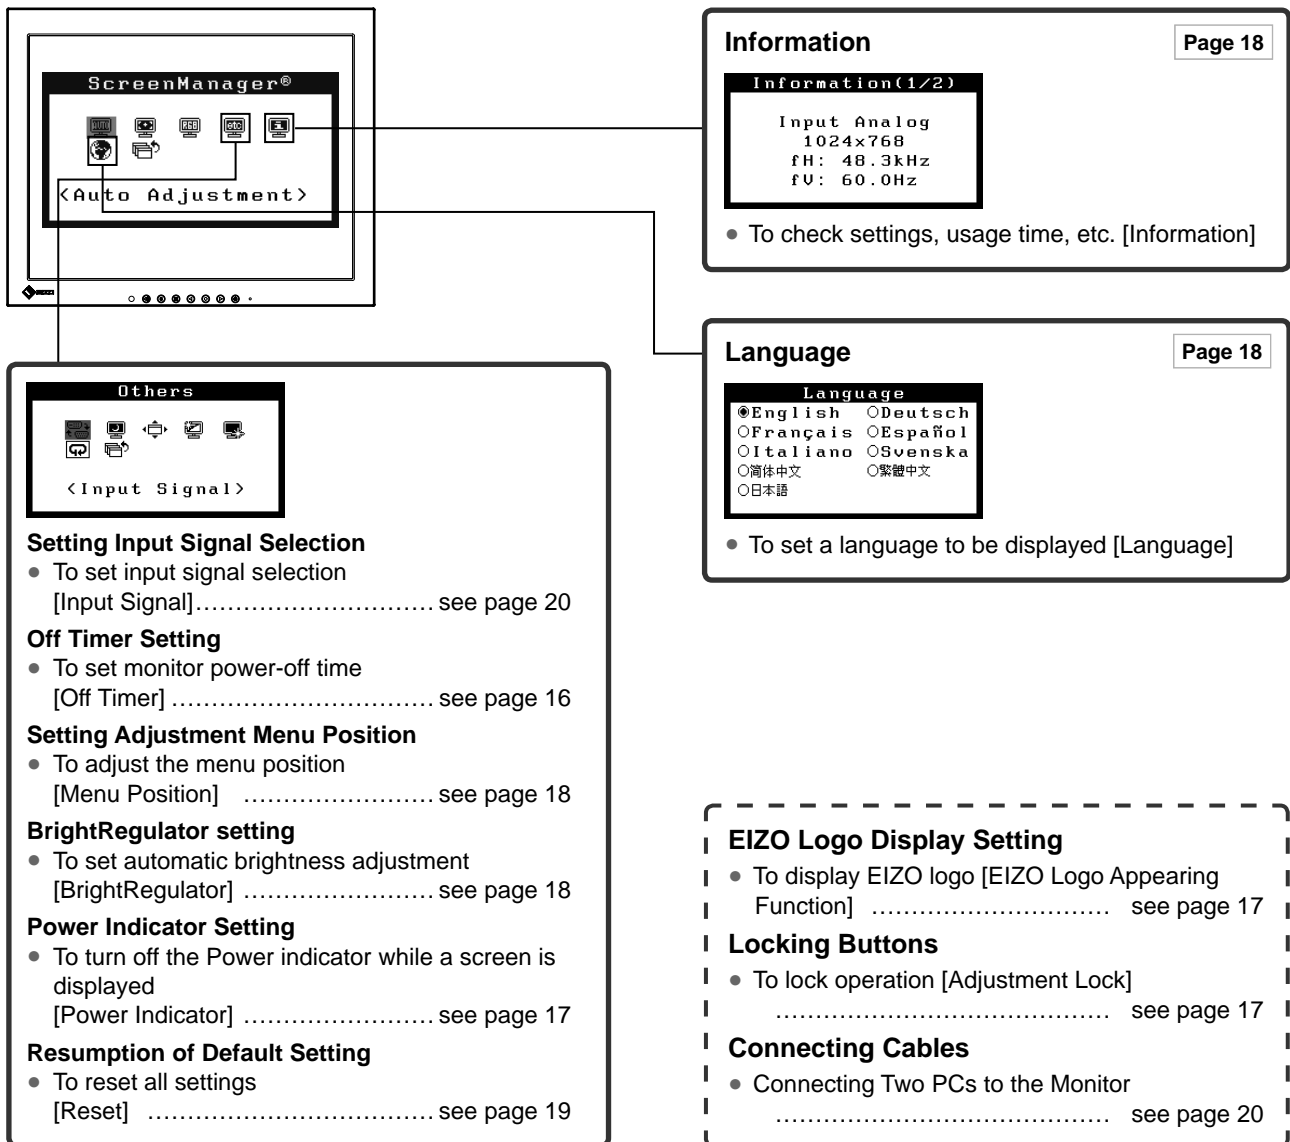 ScreenManager®
AUTO
RGB
etc
<Auto Adjustment>
Others
<Input Signal>
Setting Input Signal Selection
• To set input signal selection
[Input Signal].............................. see page 20
Off Timer Setting
• To set monitor power-off time
[Off Timer] ................................. see page 16
Setting Adjustment Menu Position
• To adjust the menu position
[Menu Position] ........................ see page 18
BrightRegulator setting
• To set automatic brightness adjustment
[BrightRegulator] ........................ see page 18
Power Indicator Setting
• To turn off the Power indicator while a screen is
displayed
[Power Indicator] ........................ see page 17
Resumption of Default Setting
• To reset all settings
[Reset] .................................... see page 19
Information
Page 18
Information(1/2)
Input Analog
1024x768
fH: 48.3kHz
fV: 60.0Hz
• To check settings, usage time, etc. [Information]
Language
Page 18
Language
English Deutsch
Français Español
Italiano Svenska
简体中文 繁體中文
日本語
• To set a language to be displayed [Language]
EIZO Logo Display Setting
• To display EIZO logo [EIZO Logo Appearing
Function] .............................. see page 17
Locking Buttons
• To lock operation [Adjustment Lock]
.......................................... see page 17
Connecting Cables
• Connecting Two PCs to the Monitor
.......................................... see page 20